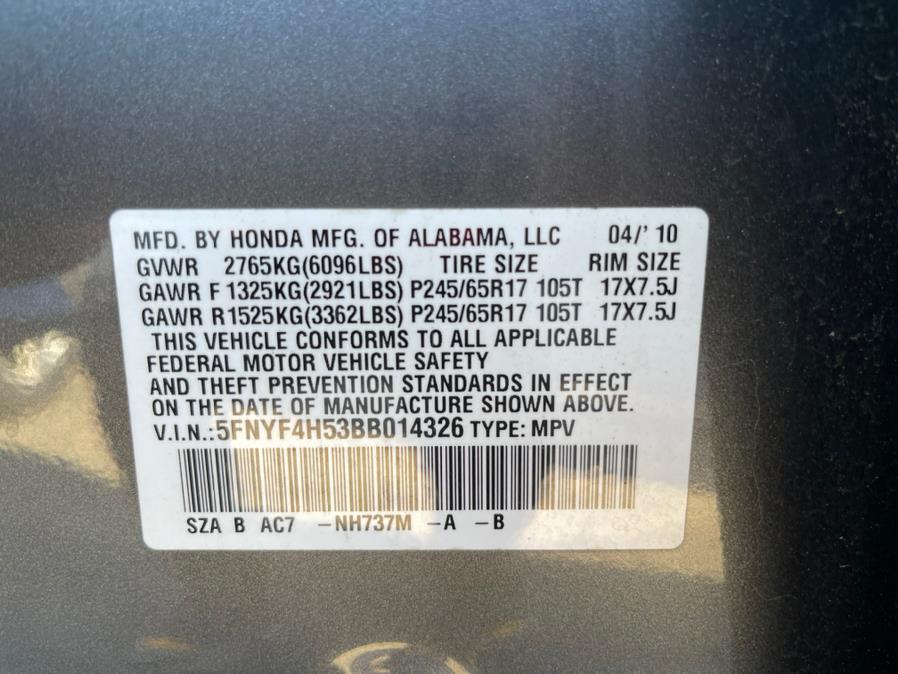 MFD. BY HONDA MFG. OF ALABAMA, LLC 04/' 10
GVWR 2765KG(6096LBS) TIRE SIZE RIM SIZE
GAWR F 1325KG(2921LBS) P245/65R17 105T 17X7.5J
GAWR R1525KG(3362LBS) P245/65R17 105T 17X7.5J
THIS VEHICLE CONFORMS TO ALL APPLICABLE
FEDERAL MOTOR VEHICLE SAFETY
AND THEFT PREVENTION STANDARDS IN EFFECT
ON THE DATE OF MANUFACTURE SHOWN ABOVE.
V.I.N.:5FNYF4H53BB014326 TYPE: MPV
SZA B AC7 -NH737M -A -B